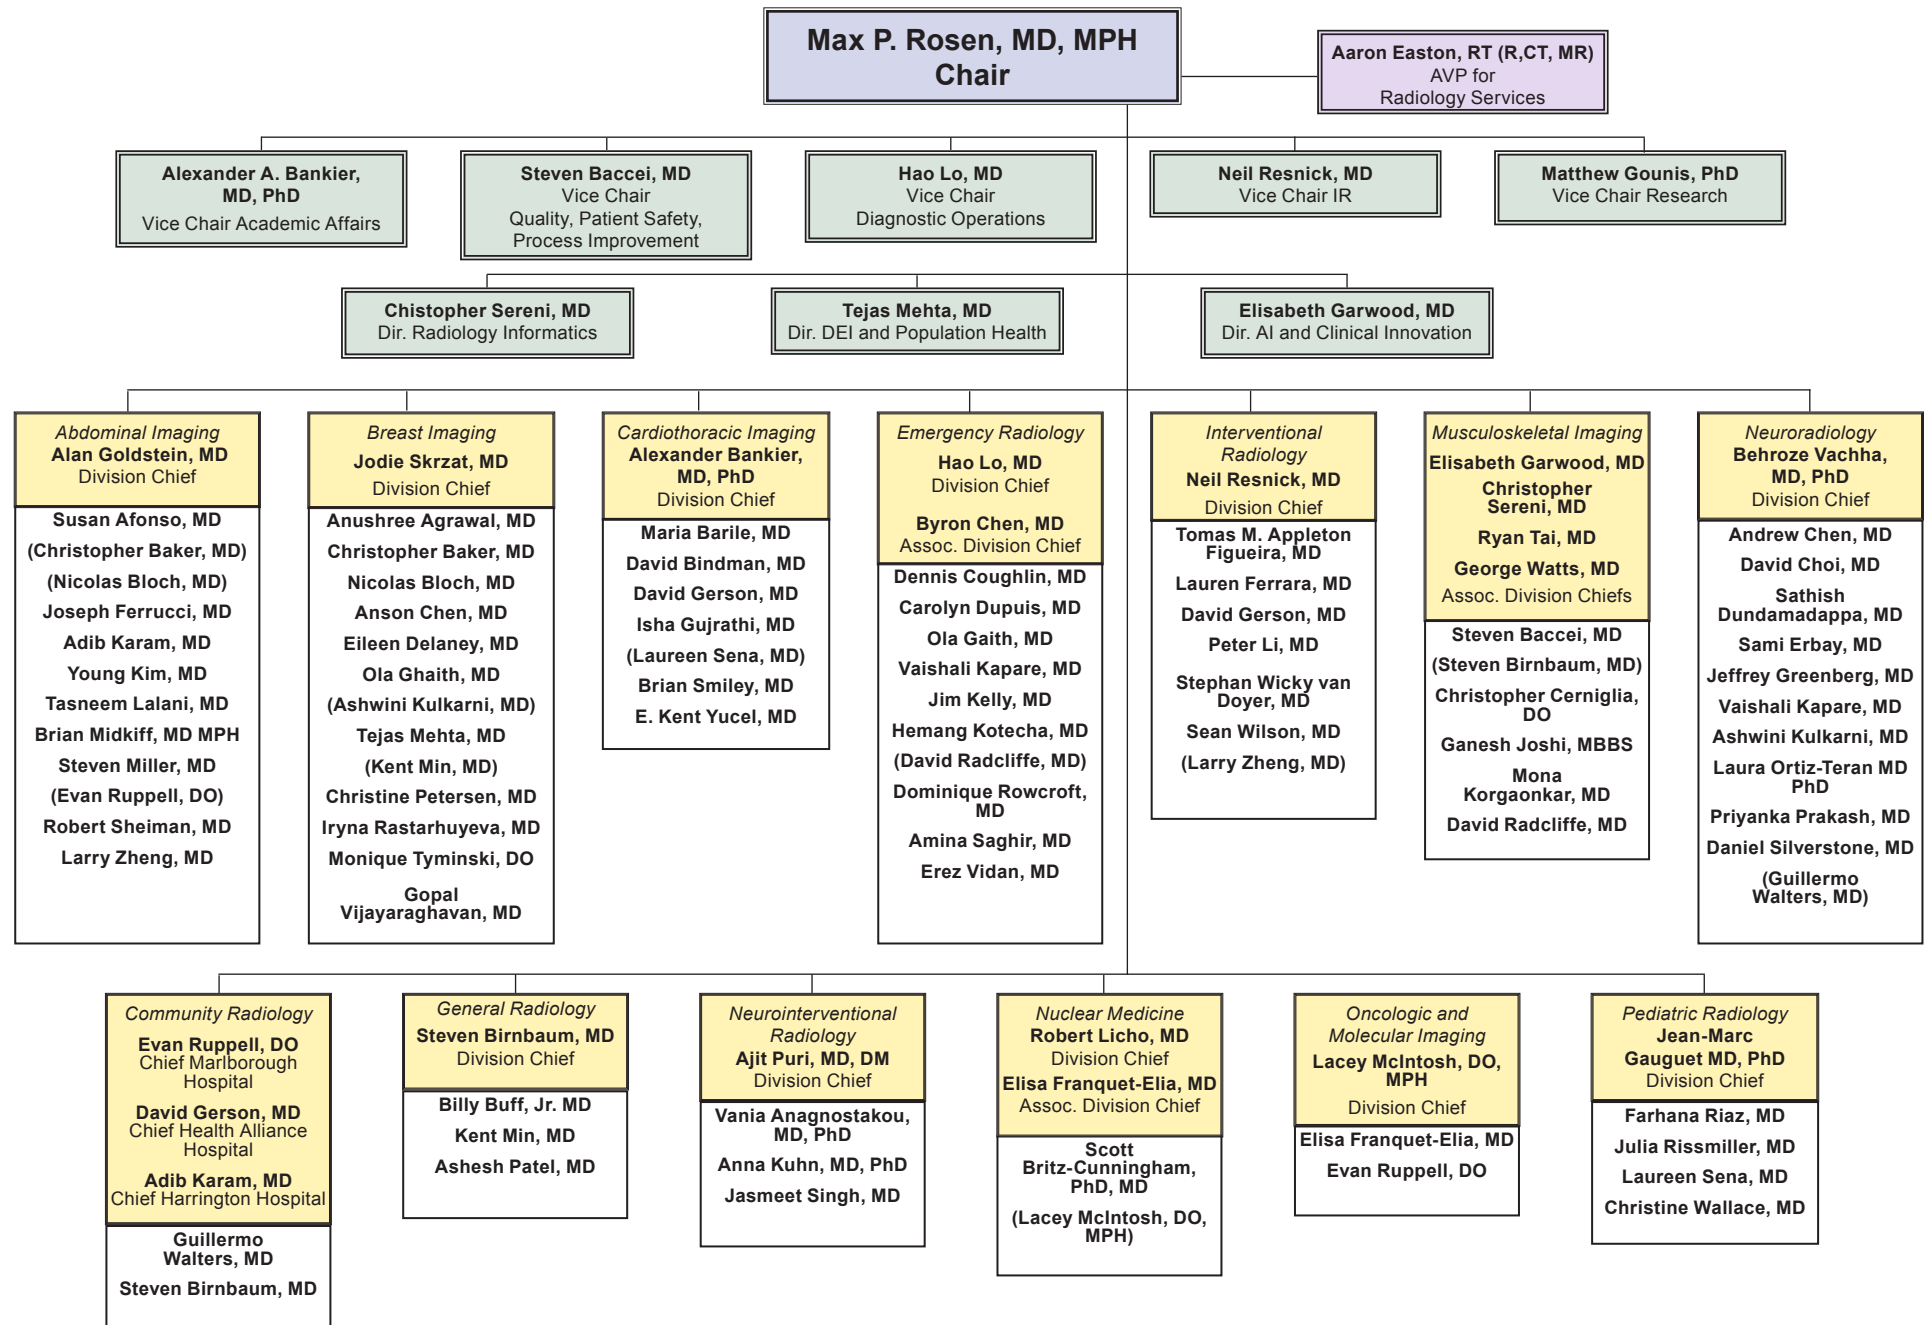 Max P. Rosen, MD, MPH
Chair
Aaron Easton, RT (R,CT, MR)
AVP for
Radiology Services
Alexander A. Bankier,
MD, PhD
Vice Chair Academic Affairs
Steven Baccei, MD
Vice Chair
Quality, Patient Safety,
Process Improvement
Hao Lo, MD
Vice Chair
Diagnostic Operations
Neil Resnick, MD
Vice Chair IR
Matthew Gounis, PhD
Vice Chair Research
Chistopher Sereni, MD
Dir. Radiology Informatics
Tejas Mehta, MD
Dir. DEI and Population Health
Elisabeth Garwood, MD
Dir. AI and Clinical Innovation
Abdominal Imaging
Alan Goldstein, MD
Division Chief
Susan Afonso, MD
(Christopher Baker, MD)
(Nicolas Bloch, MD)
Joseph Ferrucci, MD
Adib Karam, MD
Young Kim, MD
Tasneem Lalani, MD
Brian Midkiff, MD MPH
Steven Miller, MD
(Evan Ruppell, DO)
Robert Sheiman, MD
Larry Zheng, MD
Breast Imaging
Jodie Skrzat, MD
Division Chief
Anushree Agrawal, MD
Christopher Baker, MD
Nicolas Bloch, MD
Anson Chen, MD
Eileen Delaney, MD
Ola Ghaith, MD
(Ashwini Kulkarni, MD)
Tejas Mehta, MD
(Kent Min, MD)
Christine Petersen, MD
Iryna Rastarhuyeva, MD
Monique Tyminski, DO
Gopal
Vijayaraghavan, MD
Cardiothoracic Imaging
Alexander Bankier,
MD, PhD
Division Chief
Maria Barile, MD
David Bindman, MD
David Gerson, MD
Isha Gujrathi, MD
(Laureen Sena, MD)
Brian Smiley, MD
E. Kent Yucel, MD
Emergency Radiology
Hao Lo, MD
Division Chief
Byron Chen, MD
Assoc. Division Chief
Dennis Coughlin, MD
Carolyn Dupuis, MD
Ola Gaith, MD
Vaishali Kapare, MD
Jim Kelly, MD
Hemang Kotecha, MD
(David Radcliffe, MD)
Dominique Rowcroft,
MD
Amina Saghir, MD
Erez Vidan, MD
Interventional
Radiology
Neil Resnick, MD
Division Chief
Tomas M. Appleton
Figueira, MD
Lauren Ferrara, MD
David Gerson, MD
Peter Li, MD
Stephan Wicky van
Doyer, MD
Sean Wilson, MD
(Larry Zheng, MD)
Musculoskeletal Imaging
Elisabeth Garwood, MD
Christopher
Sereni, MD
Ryan Tai, MD
George Watts, MD
Assoc. Division Chiefs
Steven Baccei, MD
(Steven Birnbaum, MD)
Christopher Cerniglia,
DO
Ganesh Joshi, MBBS
Mona
Korgaonkar, MD
David Radcliffe, MD
Neuroradiology
Behroze Vachha,
MD, PhD
Division Chief
Andrew Chen, MD
David Choi, MD
Sathish
Dundamadappa, MD
Sami Erbay, MD
Jeffrey Greenberg, MD
Vaishali Kapare, MD
Ashwini Kulkarni, MD
Laura Ortiz-Teran MD
PhD
Priyanka Prakash, MD
Daniel Silverstone, MD
(Guillermo
Walters, MD)
Community Radiology
Evan Ruppell, DO
Chief Marlborough
Hospital
David Gerson, MD
Chief Health Alliance
Hospital
Adib Karam, MD
Chief Harrington Hospital
Guillermo
Walters, MD
Steven Birnbaum, MD
General Radiology
Steven Birnbaum, MD
Division Chief
Billy Buff, Jr. MD
Kent Min, MD
Ashesh Patel, MD
Neurointerventional
Radiology
Ajit Puri, MD, DM
Division Chief
Vania Anagnostakou,
MD, PhD
Anna Kuhn, MD, PhD
Jasmeet Singh, MD
Nuclear Medicine
Robert Licho, MD
Division Chief
Elisa Franquet-Elia, MD
Assoc. Division Chief
Scott
Britz-Cunningham,
PhD, MD
(Lacey McIntosh, DO,
MPH)
Oncologic and
Molecular Imaging
Lacey McIntosh, DO,
MPH
Division Chief
Elisa Franquet-Elia, MD
Evan Ruppell, DO
Pediatric Radiology
Jean-Marc
Gauguet MD, PhD
Division Chief
Farhana Riaz, MD
Julia Rissmiller, MD
Laureen Sena, MD
Christine Wallace, MD